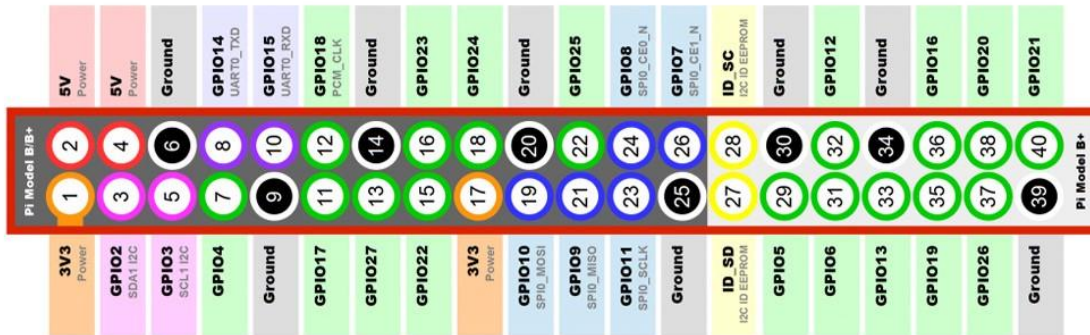 5V
Power
5V
Power
Ground
GPIO14
UART0_TXD
GPIO15
UART0_RXD
GPIO18
PCM_CLK
Ground
GPIO23
GPIO24
Ground
GPIO25
GPIO8
SPI0_CE0_N
GPIO7
SPI0_CE1_N
ID_SC
I2C ID EEPROM
Ground
GPIO12
Ground
GPIO16
GPIO20
GPIO21
Pi Model B/B+
2 4 6 8 10 12 14 16 18 20 22 24 26 28 30 32 34 36 38 40
1 3 5 7 9 11 13 15 17 19 21 23 25 27 29 31 33 35 37 39
Pi Model B+
3V3
Power
GPIO2
SDA1 I2C
GPIO3
SCL1 I2C
GPIO4
Ground
GPIO17
GPIO27
GPIO22
3V3
Power
GPIO10
SPI0_MOSI
GPIO9
SPI0_MISO
GPIO11
SPI0_SCLK
Ground
ID_SD
I2C ID EEPROM
GPIO5
GPIO6
GPIO13
GPIO19
GPIO26
Ground